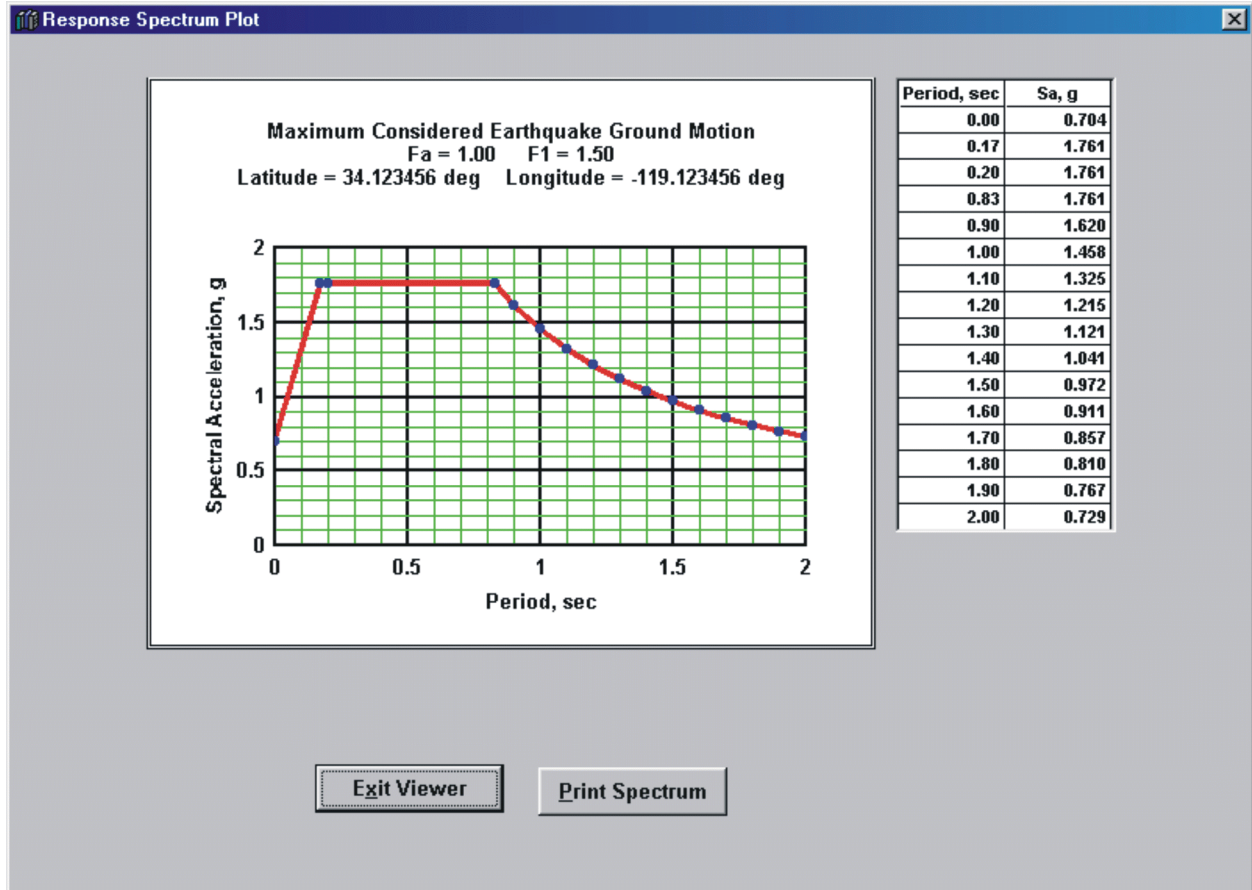 Response Spectrum Plot
Maximum Considered Earthquake Ground Motion
Fa = 1.00 F1 = 1.50
Latitude = 34.123456 deg Longitude = -119.123456 deg
Spectral Acceleration, g
2
1.5
1
0.5
0
0 0.5 1 1.5 2
Period, sec
Period, sec Sa, g
0.00 0.704
0.17 1.761
0.20 1.761
0.83 1.761
0.90 1.620
1.00 1.458
1.10 1.325
1.20 1.215
1.30 1.121
1.40 1.041
1.50 0.972
1.60 0.911
1.70 0.857
1.80 0.810
1.90 0.767
2.00 0.729
Exit Viewer
Print Spectrum